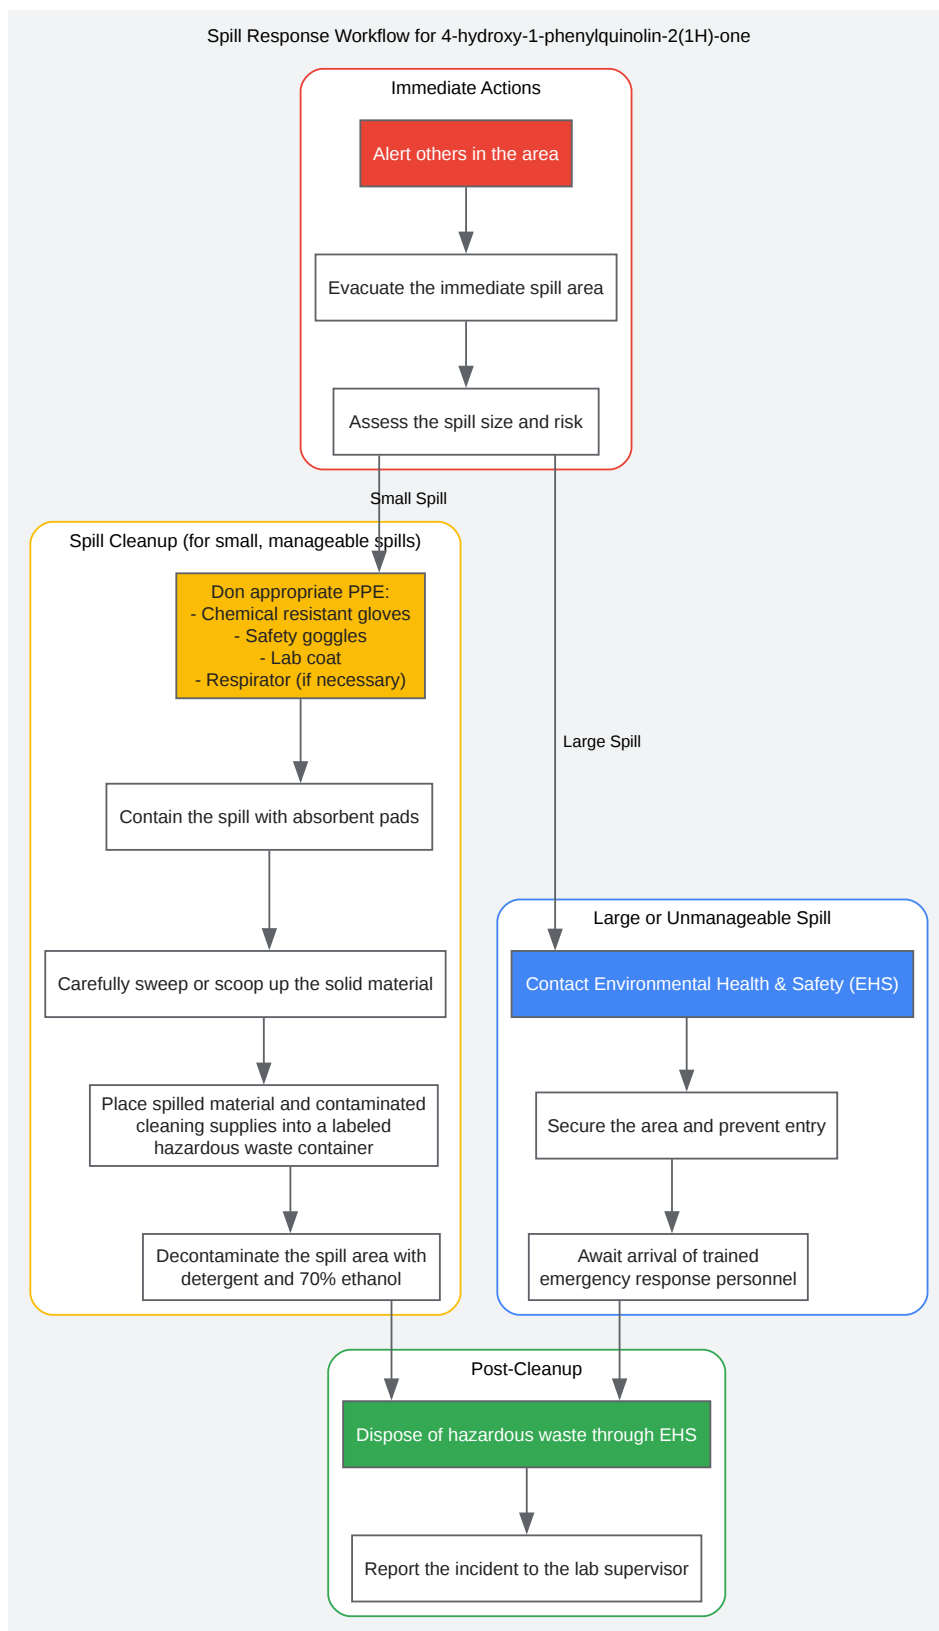 Spill Response Workflow for 4-hydroxy-1-phenylquinolin-2(1H)-one
Immediate Actions
Alert others in the area
Evacuate the immediate spill area
Assess the spill size and risk
Small Spill
Spill Cleanup (for small, manageable spills)
Don appropriate PPE:
- Chemical resistant gloves
- Safety goggles
- Lab coat
- Respirator (if necessary)
Contain the spill with absorbent pads
Carefully sweep or scoop up the solid material
Place spilled material and contaminated
cleaning supplies into a labeled
hazardous waste container
Decontaminate the spill area with
detergent and 70% ethanol
Large Spill
Large or Unmanageable Spill
Contact Environmental Health & Safety (EHS)
Secure the area and prevent entry
Await arrival of trained
emergency response personnel
Post-Cleanup
Dispose of hazardous waste through EHS
Report the incident to the lab supervisor